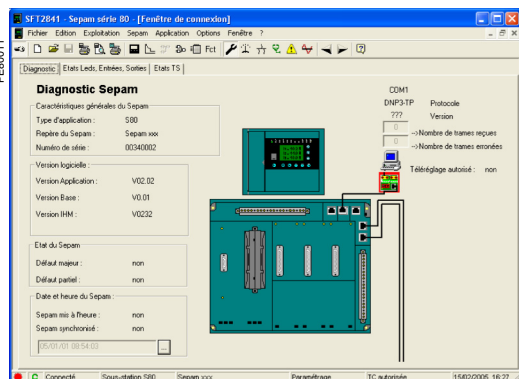 SFT2841 - Sepam série 80 - [Fenêtre de connexion]
Fichier Edition Exploitation Sepam Application Options Fenêtre ?
Fct
Diagnostic Etats Leds, Entrées, Sorties Etats TS
Diagnostic Sepam
Caractéristiques générales du Sepam
Type d'application : S80
Repère du Sepam : Sepam xxx
Numéro de série : 00340002
Version logicielle :
Version Application : V02.02
Version Base : V0.01
Version IHM : V0232
Etat du Sepam
Défaut majeur : non
Défaut partiel : non
Date et heure du Sepam :
Sepam mis à l'heure : non
Sepam synchronisé : non
05/01/01 08:54:03 ...
COM1
DNP3-TP Protocole
??? Version
0 -->Nombre de trames reçues
0 -->Nombre de trames erronées
Téléréglage autorisé : non
Connecté Sous-station S80 Sepam xxx Paramétrage TC autorisée 15/02/2005 16:27